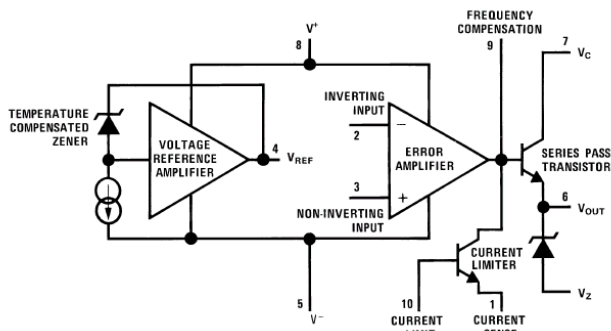 FREQUENCY
COMPENSATION
V+
8
9
7
VC
TEMPERATURE
COMPENSATED
ZENER
VOLTAGE
REFERENCE
AMPLIFIER
4
VREF
INVERTING
INPUT
2
−
ERROR
AMPLIFIER
3
+
NON-INVERTING
INPUT
SERIES PASS
TRANSISTOR
6
VOUT
CURRENT
LIMITER
VZ
5
V−
10
1
CURRENT
CURRENT